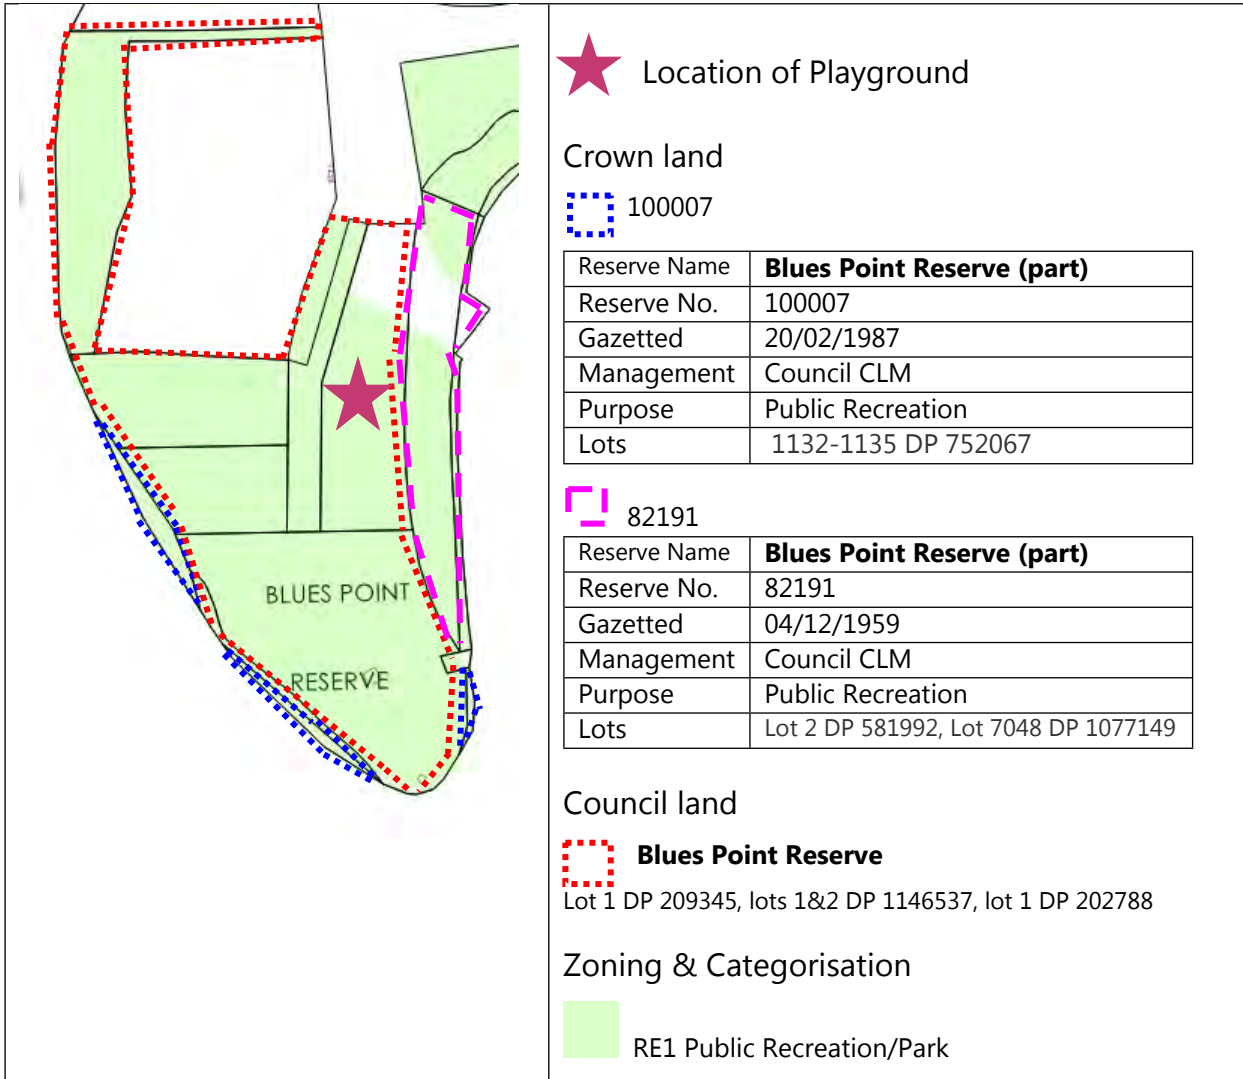 BLUES POINT
RESERVE
Location of Playground
Crown land
100007
Reserve Name Blues Point Reserve (part)
Reserve No. 100007
Gazetted 20/02/1987
Management Council CLM
Purpose Public Recreation
Lots 1132-1135 DP 752067
82191
Reserve Name Blues Point Reserve (part)
Reserve No. 82191
Gazetted 04/12/1959
Management Council CLM
Purpose Public Recreation
Lots Lot 2 DP 581992, Lot 7048 DP 1077149
Council land
Blues Point Reserve
Lot 1 DP 209345, lots 1&2 DP 1146537, lot 1 DP 202788
Zoning & Categorisation
RE1 Public Recreation/Park